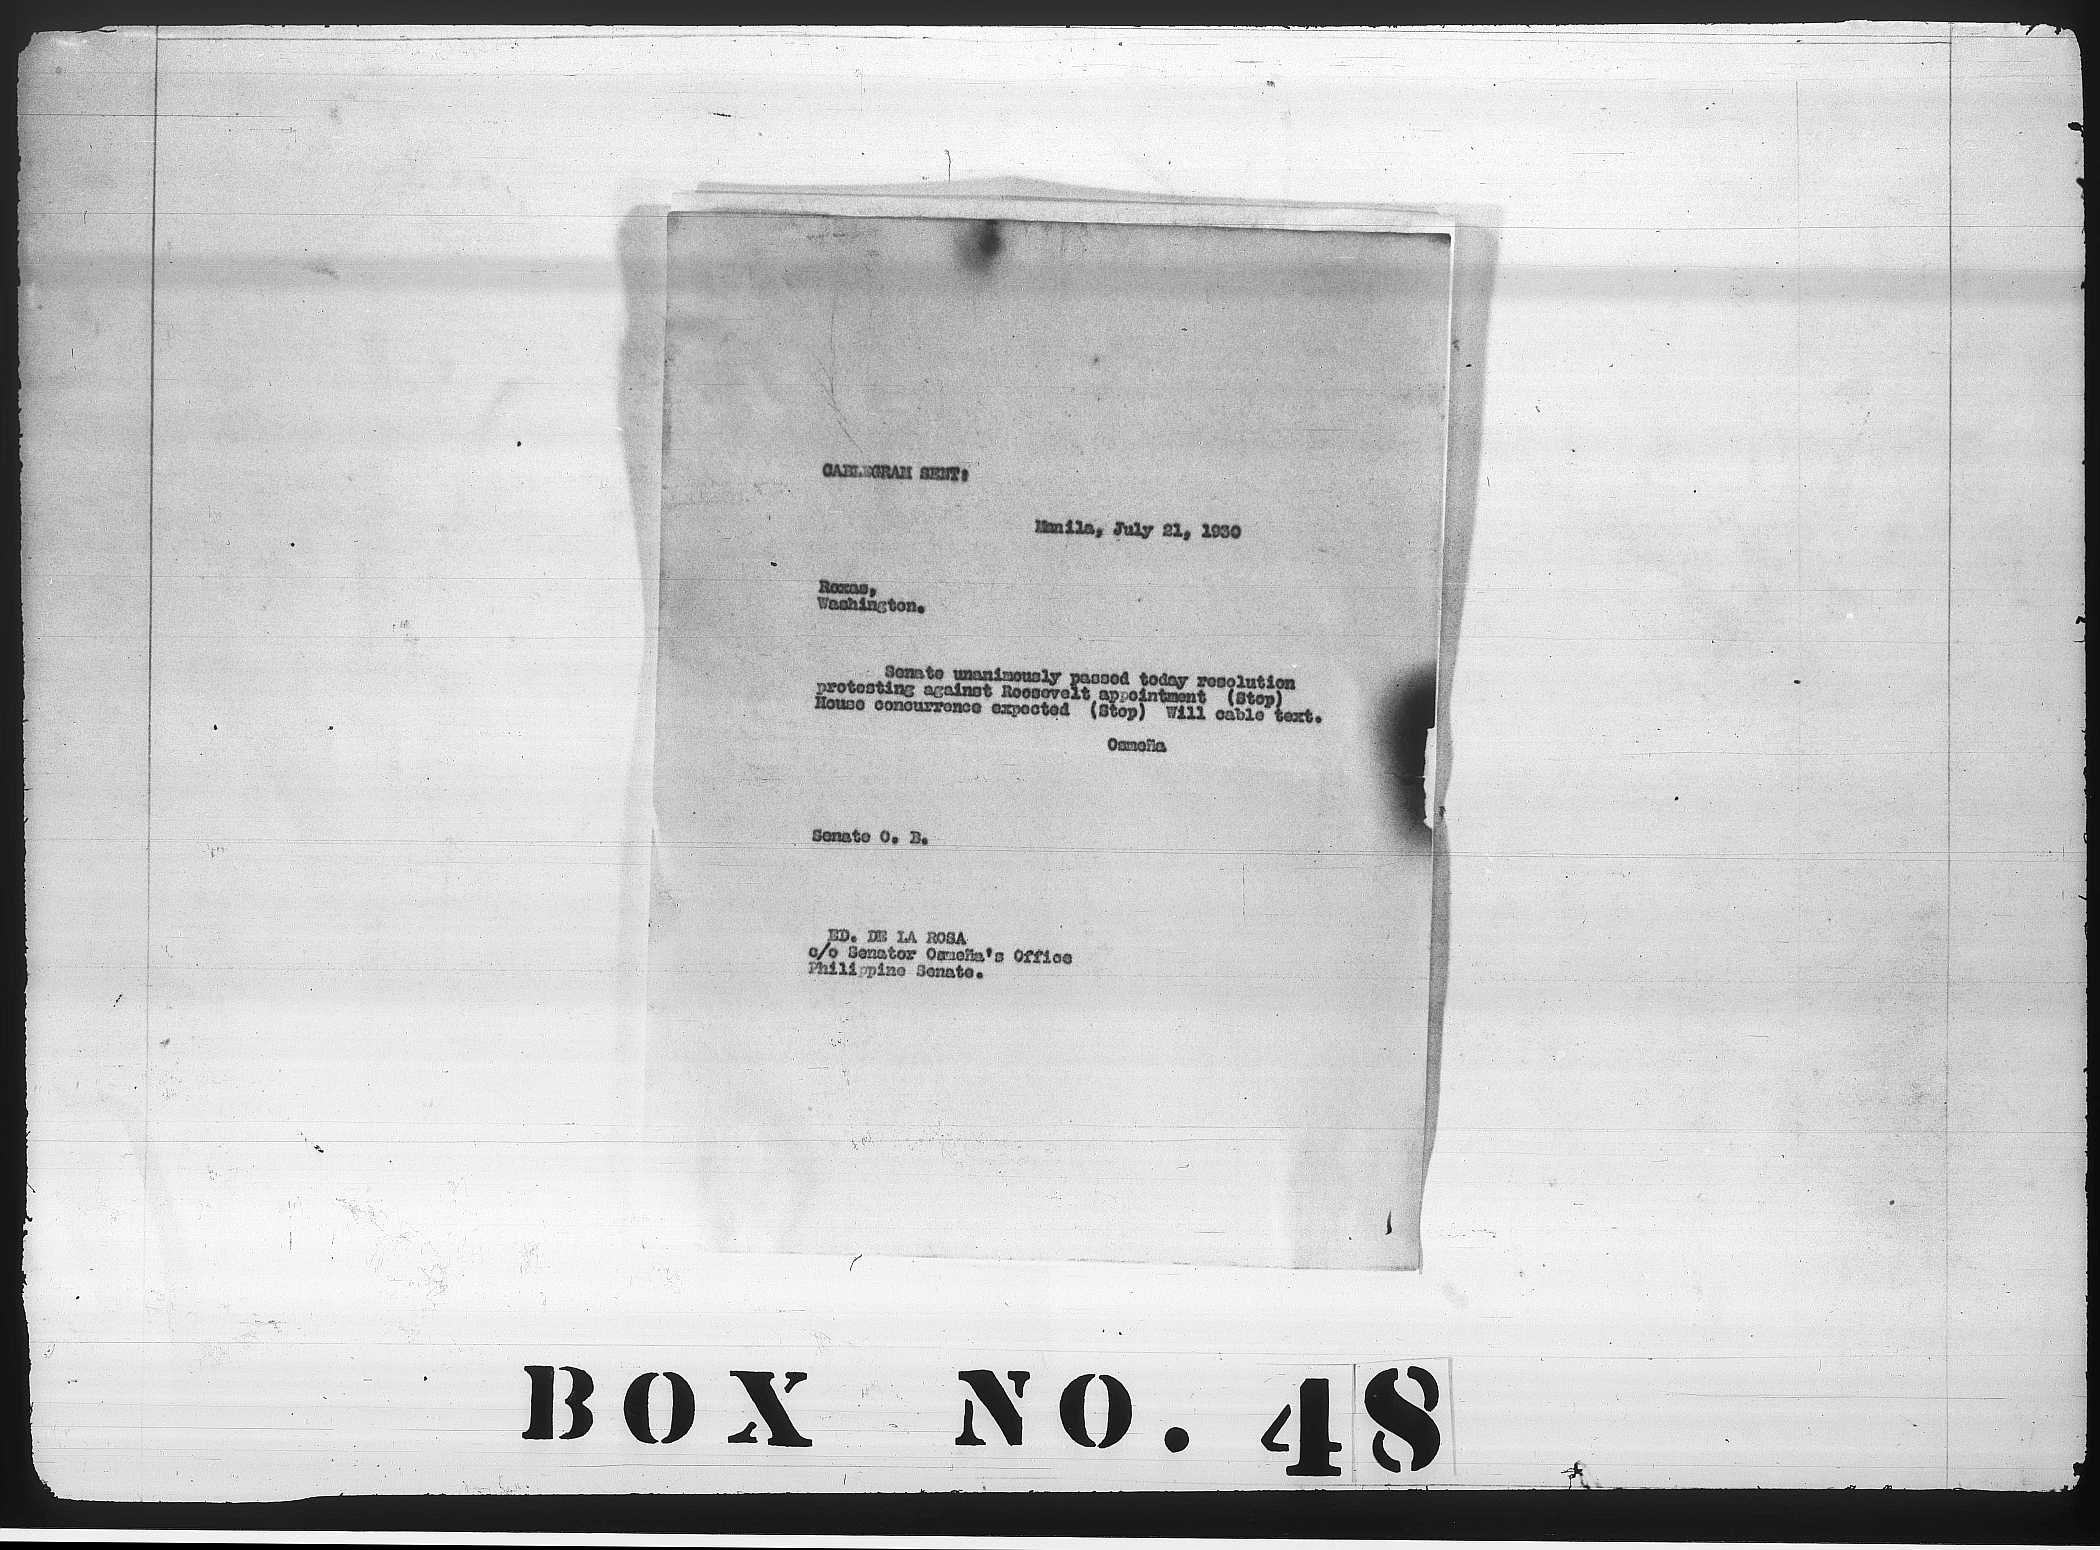 CABLEGRAM SENT:
Manila, July 21, 1930
Roxas,
Washington.
Senate unanimously passed today resolution
protesting against Roosevelt appointment (Stop)
House concurrence expected (Stop) Will cable text.
Osmeña
Senate O. B.
ED. DE LA ROSA
c/o Senator Osmeña's Office
Philippine Senate.
BOX NO. 48